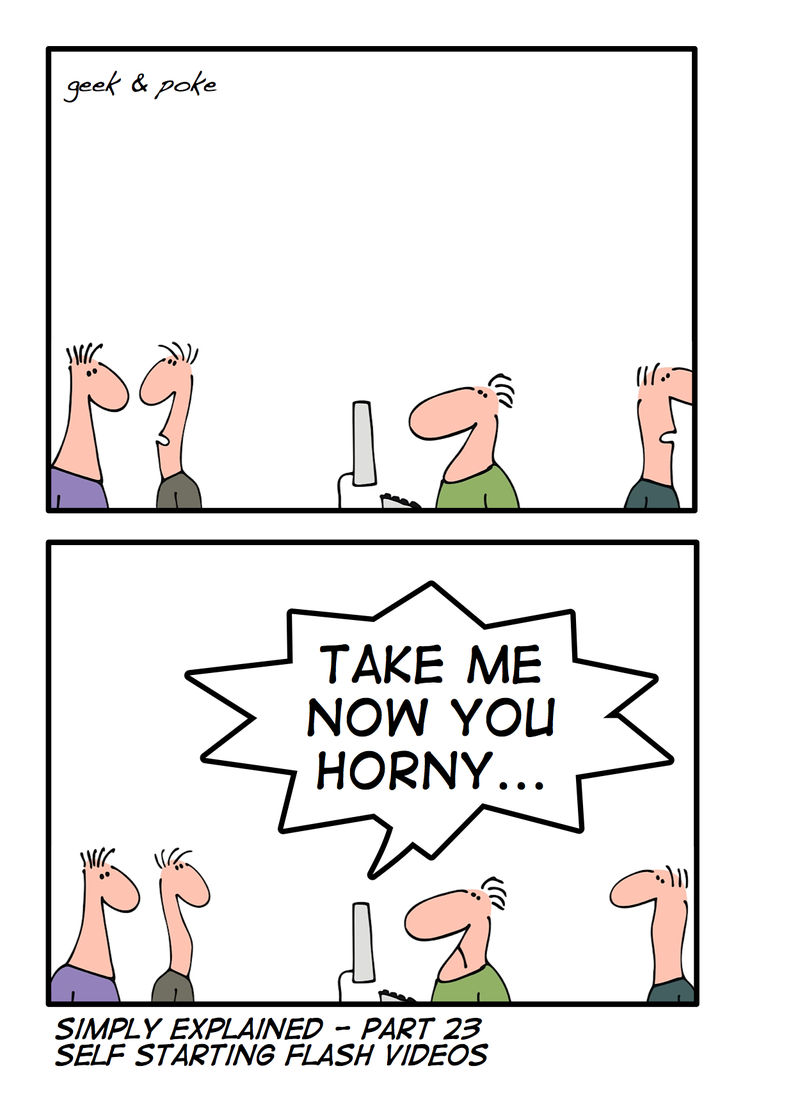 geek & poke
TAKE ME
NOW YOU
HORNY...
SIMPLY EXPLAINED - PART 23
SELF STARTING FLASH VIDEOS